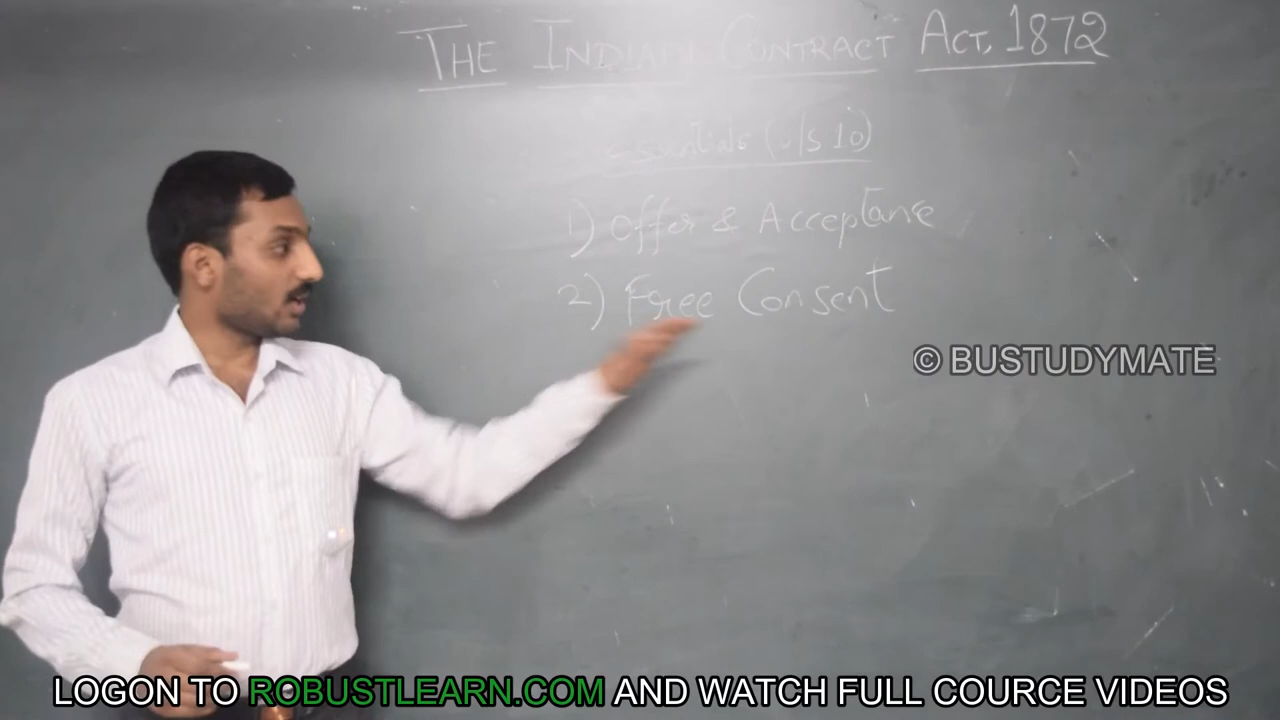 THE INDIAN CONTRACT ACT, 1872
Essentials (u/s 10)
1) Offer & Acceptance
2) Free Consent
© BUSTUDYMATE
LOGON TO ROBUSTLEARN.COM AND WATCH FULL COURCE VIDEOS